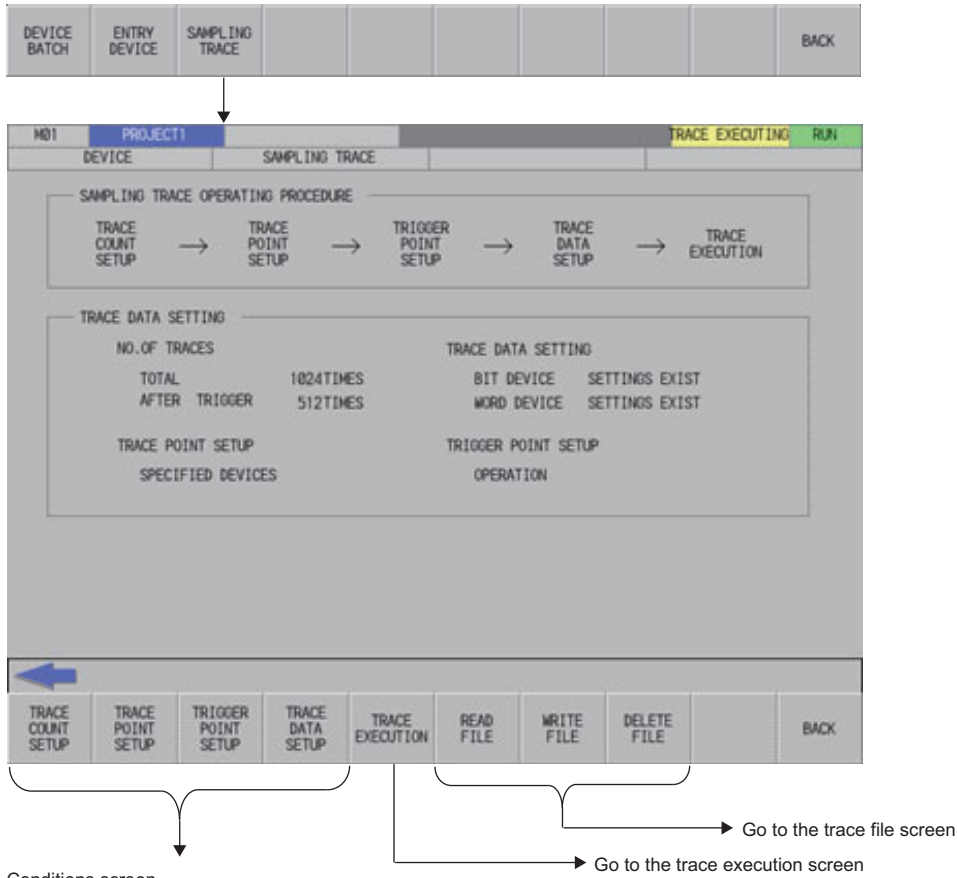 DEVICE BATCH
ENTRY DEVICE
SAMPLING TRACE
BACK
M01 PROJECT1 TRACE EXECUTING RUN
DEVICE SAMPLING TRACE
SAMPLING TRACE OPERATING PROCEDURE
TRACE COUNT SETUP → TRACE POINT SETUP → TRIGGER POINT SETUP → TRACE DATA SETUP → TRACE EXECUTION
TRACE DATA SETTING
NO.OF TRACES
TOTAL 1024TIMES
AFTER TRIGGER 512TIMES
TRACE POINT SETUP
SPECIFIED DEVICES
TRACE DATA SETTING
BIT DEVICE SETTINGS EXIST
WORD DEVICE SETTINGS EXIST
TRIGGER POINT SETUP
OPERATION
TRACE COUNT SETUP
TRACE POINT SETUP
TRIGGER POINT SETUP
TRACE DATA SETUP
TRACE EXECUTION
READ FILE
WRITE FILE
DELETE FILE
BACK
Go to the trace file screen
Go to the trace execution screen
Conditions screen